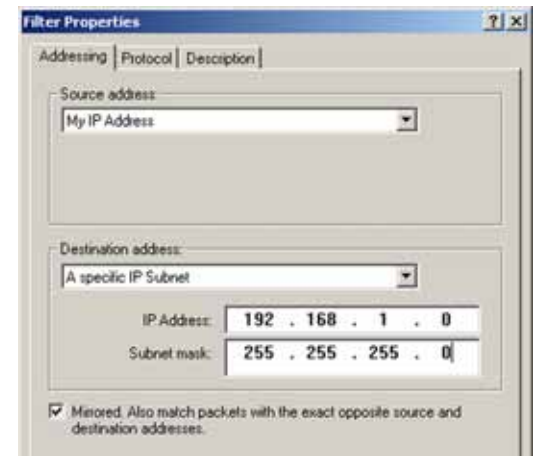 Filter Properties
? ×
Addressing Protocol Description
Source address
My IP Address
Destination address:
A specific IP Subnet
IP Address: 192 . 168 . 1 . 0
Subnet mask: 255 . 255 . 255 . 0
Mirrored. Also match packets with the exact opposite source and
destination addresses.